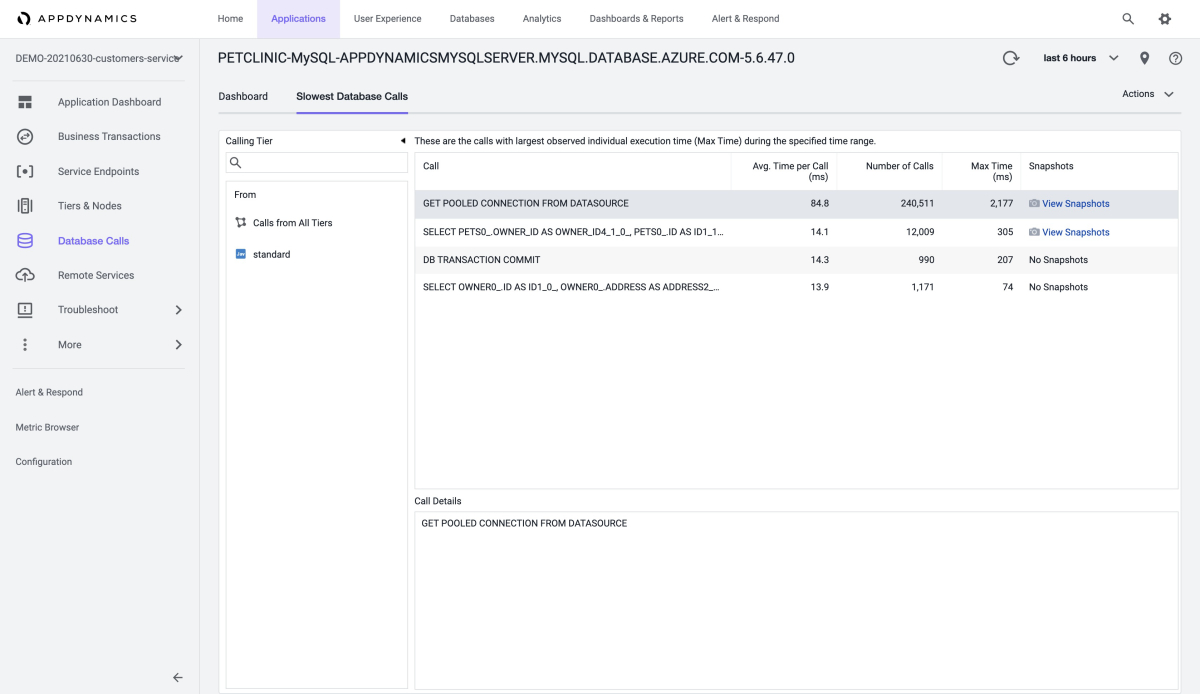 APPDYNAMICS
Home
Applications
User Experience
Databases
Analytics
Dashboards & Reports
Alert & Respond
DEMO-20210630-customers-service
Application Dashboard
Business Transactions
Service Endpoints
Tiers & Nodes
Database Calls
Remote Services
Troubleshoot
More
Alert & Respond
Metric Browser
Configuration
PETCLINIC-MySQL-APPDYNAMICSMYSQLSERVER.MYSQL.DATABASE.AZURE.COM-5.6.47.0
last 6 hours
Dashboard
Slowest Database Calls
Actions
Calling Tier
From
Calls from All Tiers
standard
These are the calls with largest observed individual execution time (Max Time) during the specified time range.
Call Avg. Time per Call (ms) Number of Calls Max Time (ms) Snapshots
GET POOLED CONNECTION FROM DATASOURCE 84.8 240,511 2,177 View Snapshots
SELECT PETS0_.OWNER_ID AS OWNER_ID4_1_0_, PETS0_.ID AS ID1_1... 14.1 12,009 305 View Snapshots
DB TRANSACTION COMMIT 14.3 990 207 No Snapshots
SELECT OWNER0_.ID AS ID1_0_, OWNER0_.ADDRESS AS ADDRESS2_... 13.9 1,171 74 No Snapshots
Call Details
GET POOLED CONNECTION FROM DATASOURCE